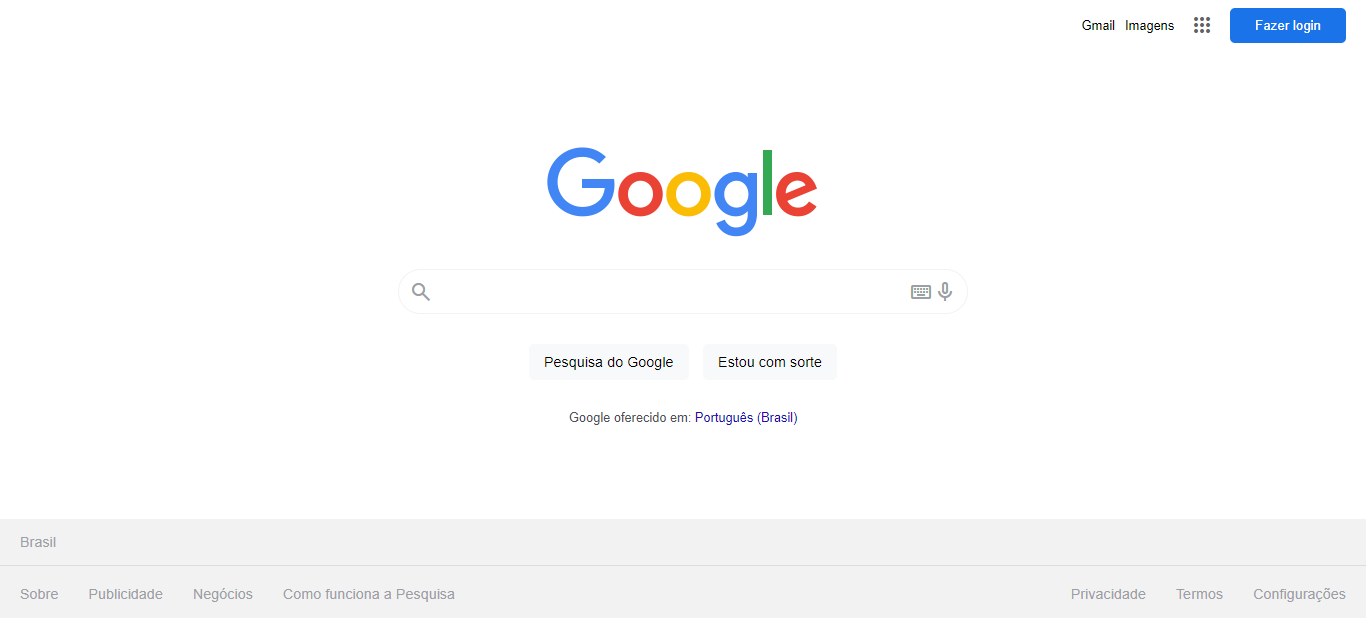 Gmail Imagens Fazer login
Google
Pesquisa do Google Estou com sorte
Google oferecido em: Português (Brasil)
Brasil
Sobre Publicidade Negócios Como funciona a Pesquisa Privacidade Termos Configurações